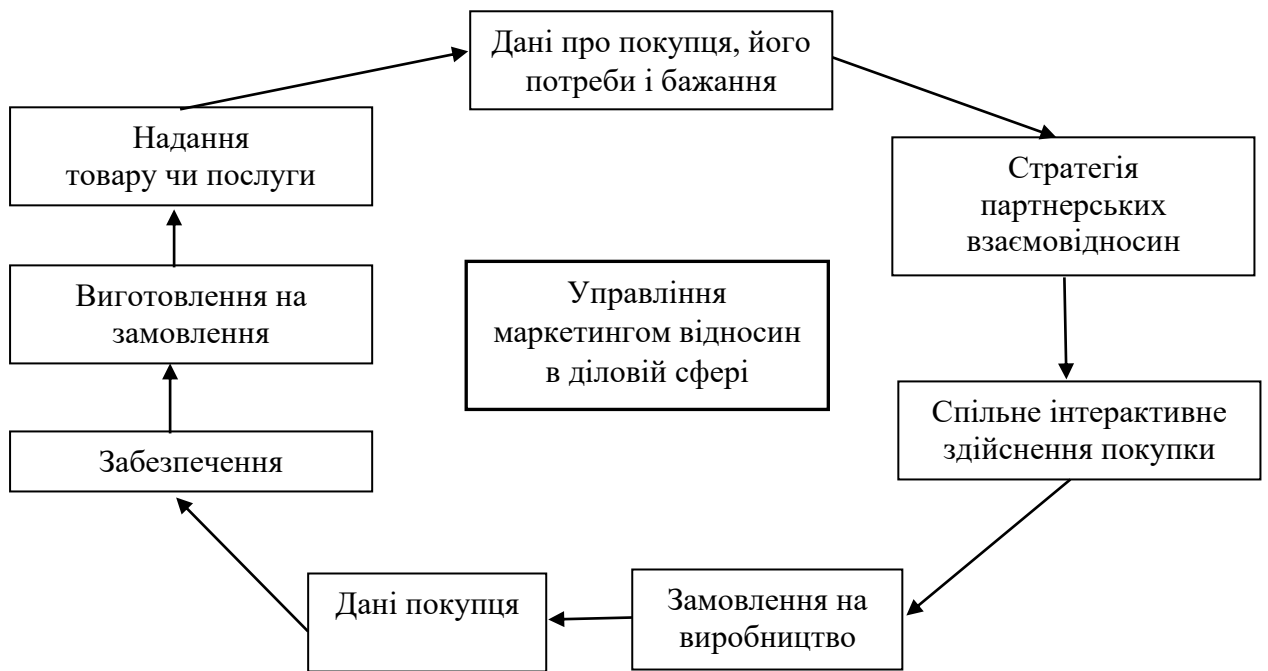 Дані про покупця, його
потреби і бажання
Надання
товару чи послуги
Стратегія
партнерських
взаємовідносин
Виготовлення на
замовлення
Управління
маркетингом відносин
в діловій сфері
Спільне інтерактивне
здійснення покупки
Забезпечення
Дані покупця
Замовлення на
виробництво